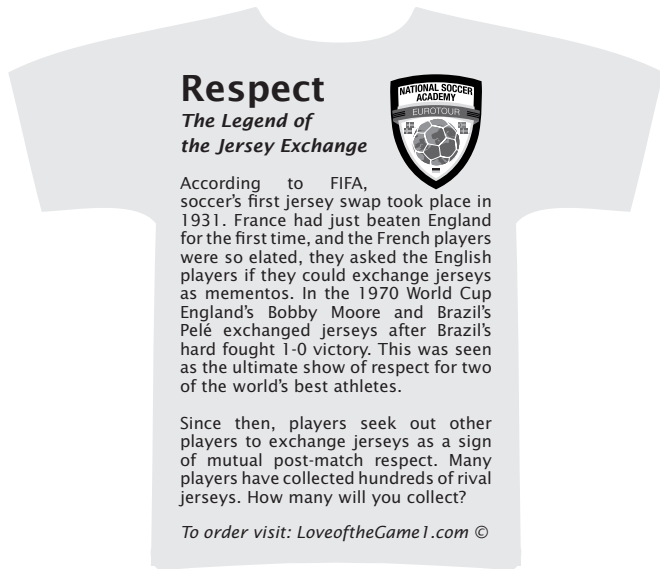 Respect
The Legend of
the Jersey Exchange
NATIONAL SOCCER
ACADEMY
EUROTOUR
According to FIFA,
soccer's first jersey swap took place in
1931. France had just beaten England
for the first time, and the French players
were so elated, they asked the English
players if they could exchange jerseys
as mementos. In the 1970 World Cup
England's Bobby Moore and Brazil's
Pelé exchanged jerseys after Brazil's
hard fought 1-0 victory. This was seen
as the ultimate show of respect for two
of the world's best athletes.
Since then, players seek out other
players to exchange jerseys as a sign
of mutual post-match respect. Many
players have collected hundreds of rival
jerseys. How many will you collect?
To order visit: LoveoftheGame1.com ©